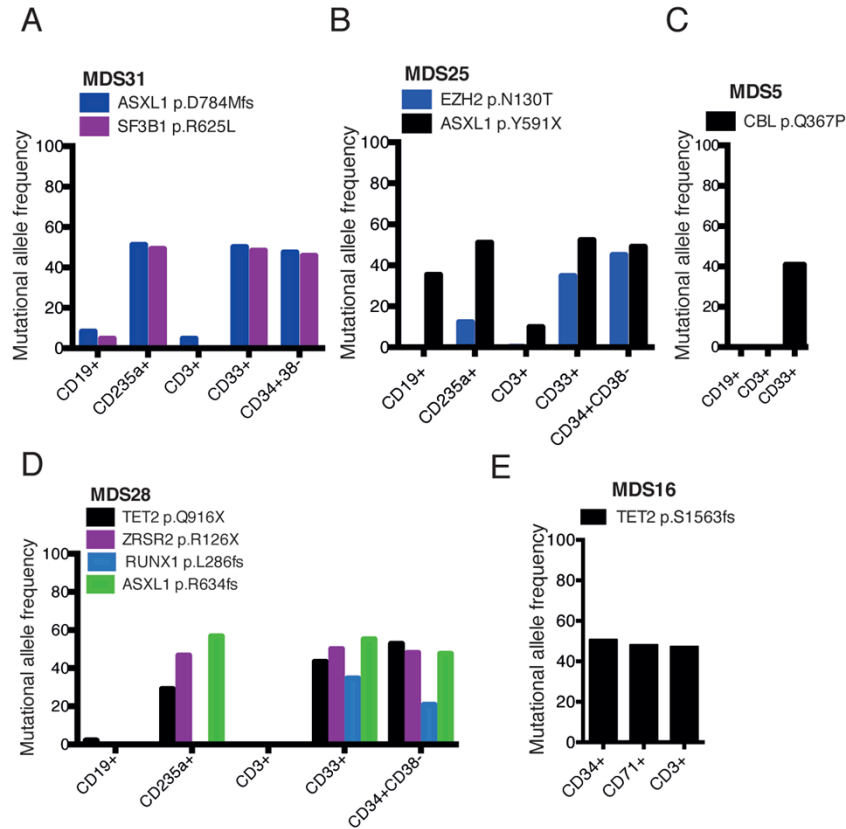 A
MDS31
ASXL1 p.D784Mfs
SF3B1 p.R625L
Mutational allele frequency
100
80
60
40
20
0
CD19+
CD235a+
CD3+
CD33+
CD34+38-
B
MDS25
EZH2 p.N130T
ASXL1 p.Y591X
Mutational allele frequency
100
80
60
40
20
0
CD19+
CD235a+
CD3+
CD33+
CD34+CD38-
C
MDS5
CBL p.Q367P
Mutational allele frequency
100
80
60
40
20
0
CD19+
CD3+
CD33+
D
MDS28
TET2 p.Q916X
ZRSR2 p.R126X
RUNX1 p.L286fs
ASXL1 p.R634fs
Mutational allele frequency
100
80
60
40
20
0
CD19+
CD235a+
CD3+
CD33+
CD34+CD38-
E
MDS16
TET2 p.S1563fs
Mutational allele frequency
100
80
60
40
20
0
CD34+
CD71+
CD3+